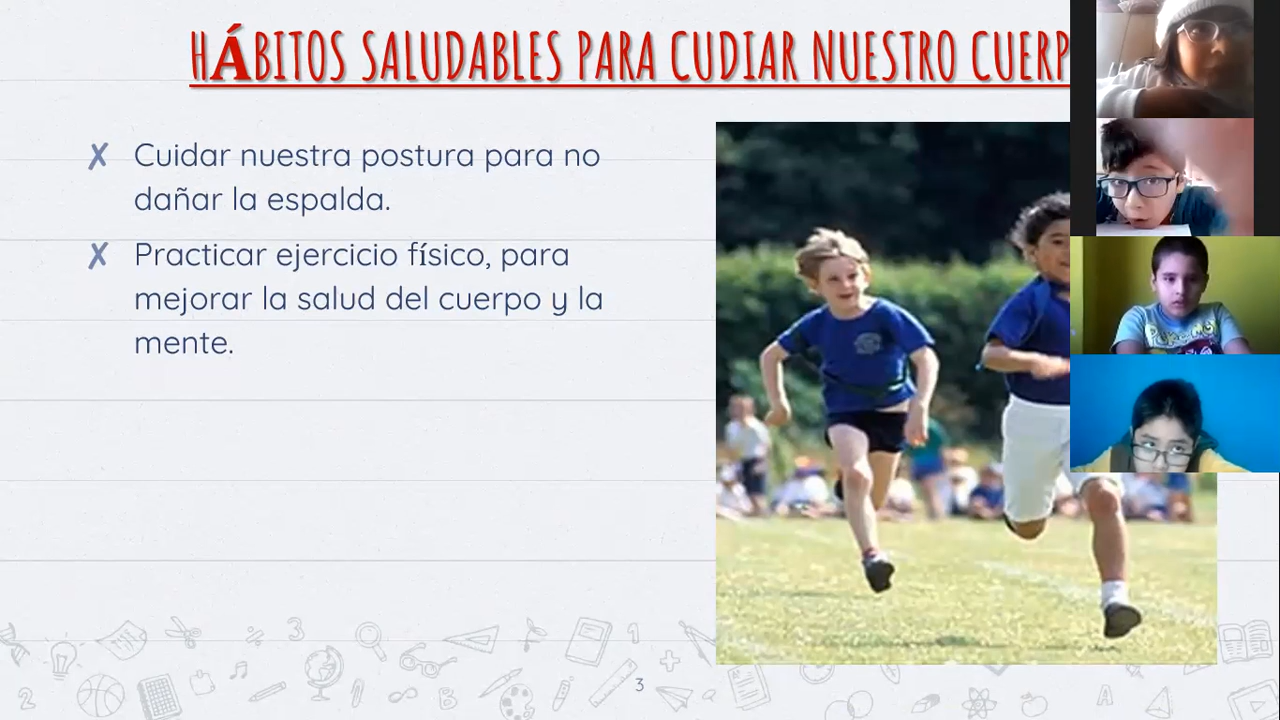 HÁBITOS SALUDABLES PARA CUDIAR NUESTRO CUERP
✗ Cuidar nuestra postura para no
dañar la espalda.
✗ Practicar ejercicio físico, para
mejorar la salud del cuerpo y la
mente.
POKÉMON
3